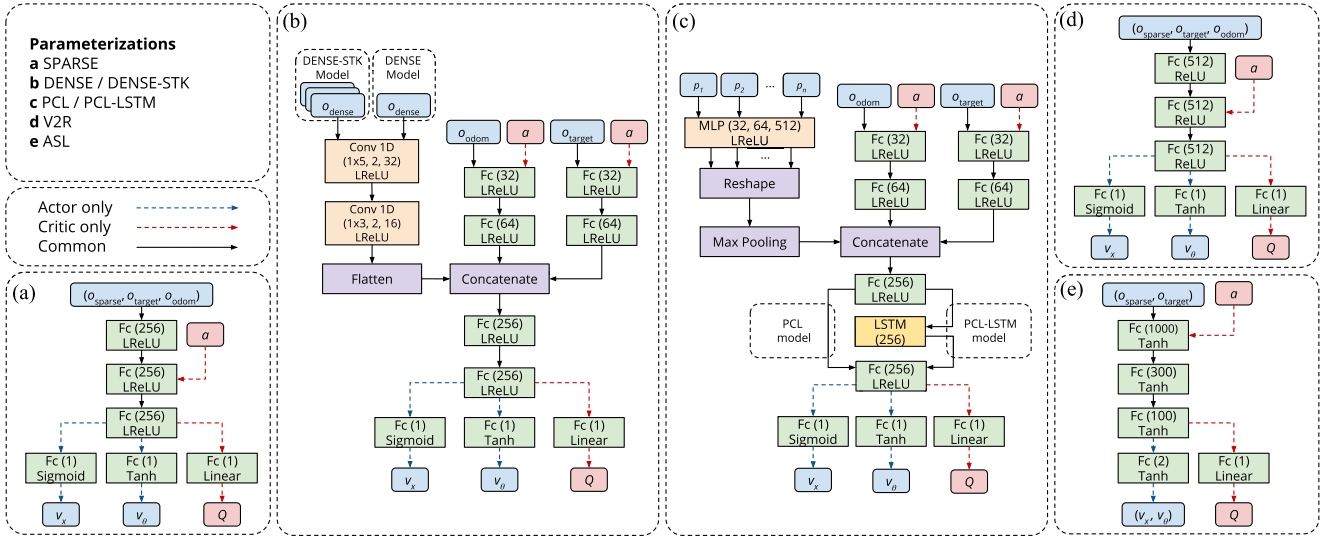 Parameterizations
a SPARSE
b DENSE / DENSE-STK
c PCL / PCL-LSTM
d V2R
e ASL
Actor only
Critic only
Common
(a)
(o_sparse, o_target, o_odom)
Fc (256)
LReLU
a
Fc (256)
LReLU
Fc (256)
LReLU
Fc (1)
Sigmoid
Fc (1)
Tanh
Fc (1)
Linear
v_x
v_θ
Q
(b)
DENSE-STK
Model
DENSE
Model
o_dense
o_dense
o_odom
a
o_target
a
Conv 1D
(1x5, 2, 32)
LReLU
Fc (32)
LReLU
Fc (32)
LReLU
Conv 1D
(1x3, 2, 16)
LReLU
Fc (64)
LReLU
Fc (64)
LReLU
Flatten
Concatenate
Fc (256)
LReLU
Fc (256)
LReLU
Fc (1)
Sigmoid
Fc (1)
Tanh
Fc (1)
Linear
v_x
v_θ
Q
(c)
p_1
p_2
...
p_n
o_odom
a
o_target
a
MLP (32, 64, 512)
LReLU
...
Fc (32)
LReLU
Fc (32)
LReLU
Reshape
Fc (64)
LReLU
Fc (64)
LReLU
Max Pooling
Concatenate
Fc (256)
LReLU
PCL
model
LSTM
(256)
PCL-LSTM
model
Fc (256)
LReLU
Fc (1)
Sigmoid
Fc (1)
Tanh
Fc (1)
Linear
v_x
v_θ
Q
(d)
(o_sparse, o_target, o_odom)
Fc (512)
ReLU
a
Fc (512)
ReLU
Fc (512)
ReLU
Fc (1)
Sigmoid
Fc (1)
Tanh
Fc (1)
Linear
v_x
v_θ
Q
(e)
(o_sparse, o_target)
a
Fc (1000)
Tanh
Fc (300)
Tanh
Fc (100)
Tanh
Fc (2)
Tanh
Fc (1)
Linear
(v_x, v_θ)
Q